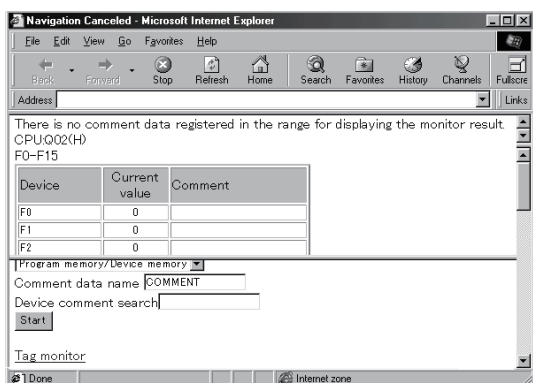 Navigation Canceled - Microsoft Internet Explorer
File Edit View Go Favorites Help
Back Forward Stop Refresh Home Search Favorites History Channels Fullscre
Address Links
There is no comment data registered in the range for displaying the monitor result.
CPU:Q02(H)
F0-F15
Device Current value Comment
F0 0
F1 0
F2 0
Program memory/Device memory
Comment data name COMMENT
Device comment search
Start
Tag monitor
Done Internet zone